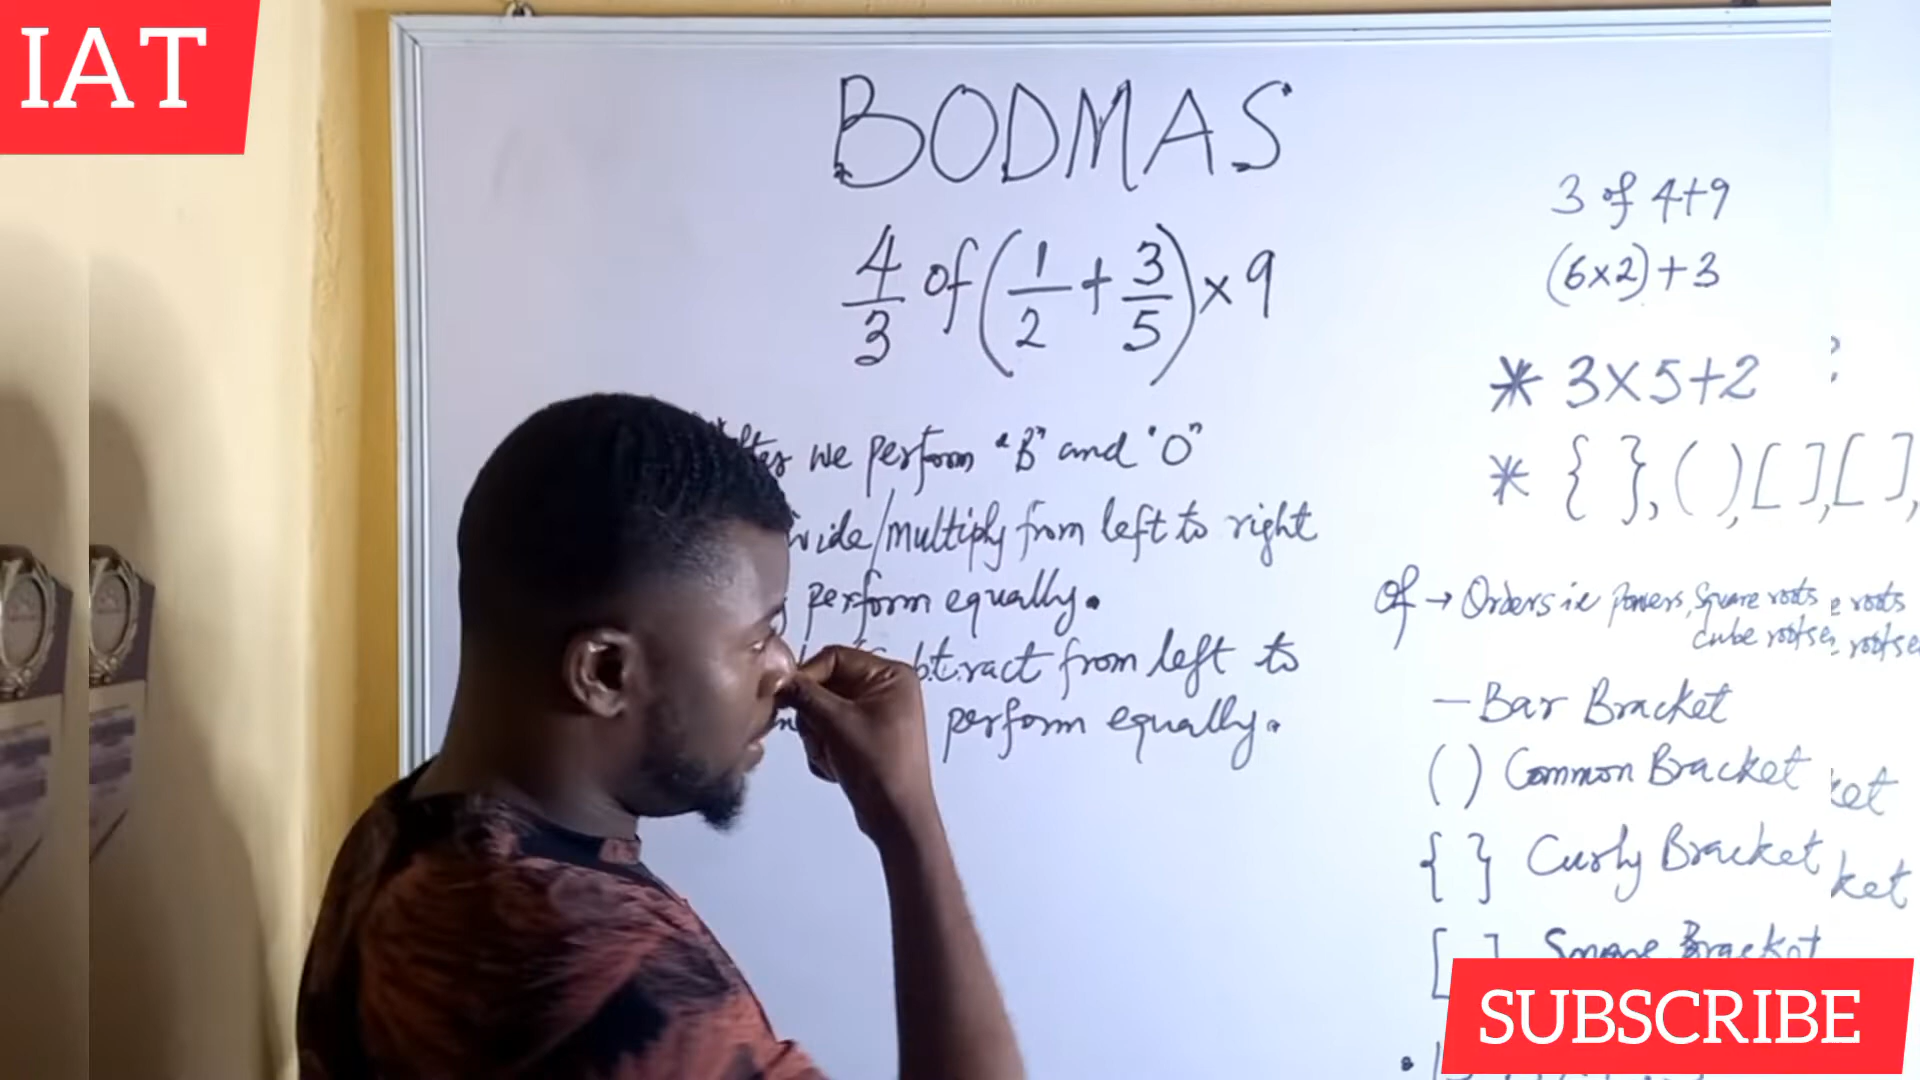 IAT
BODMAS
4/3 of (1/2 + 3/5) × 9
we perform "B" and "O"
/multiply from left to right
perform equally.
from left to
perform equally.
3 of 4+9
(6×2)+3
* 3×5+2
* { }, ( ), [ ], [ ],
Of → Orders ie powers, square roots
cube roots
— Bar Bracket
( ) Common Bracket
{ } Curly Bracket
[ ] Square Bracket
SUBSCRIBE